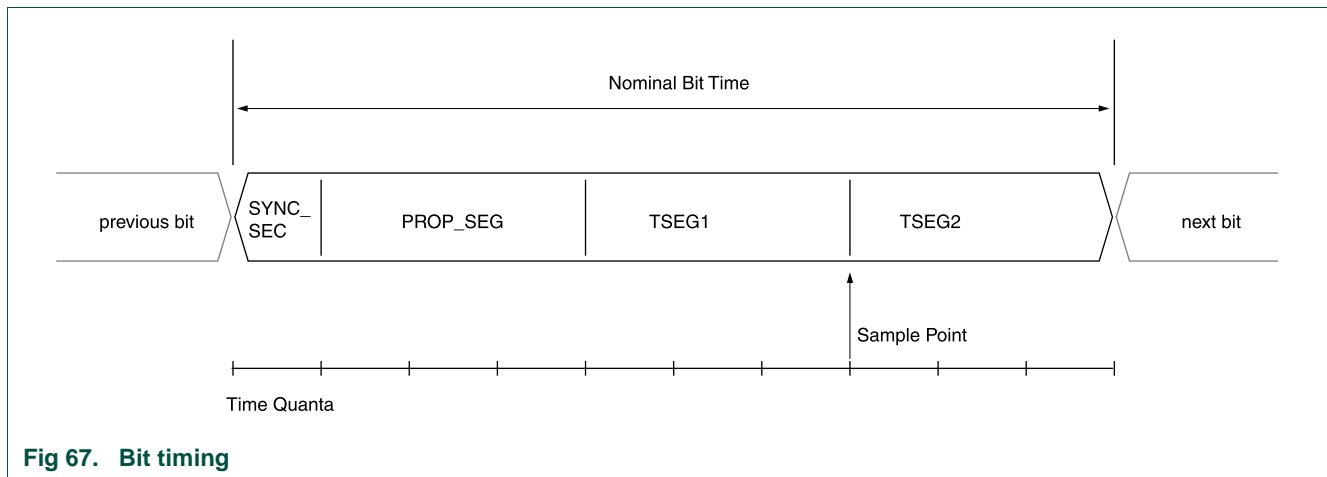 Nominal Bit Time
previous bit
SYNC_
SEC
PROP_SEG
TSEG1
TSEG2
next bit
Sample Point
Time Quanta
Fig 67. Bit timing